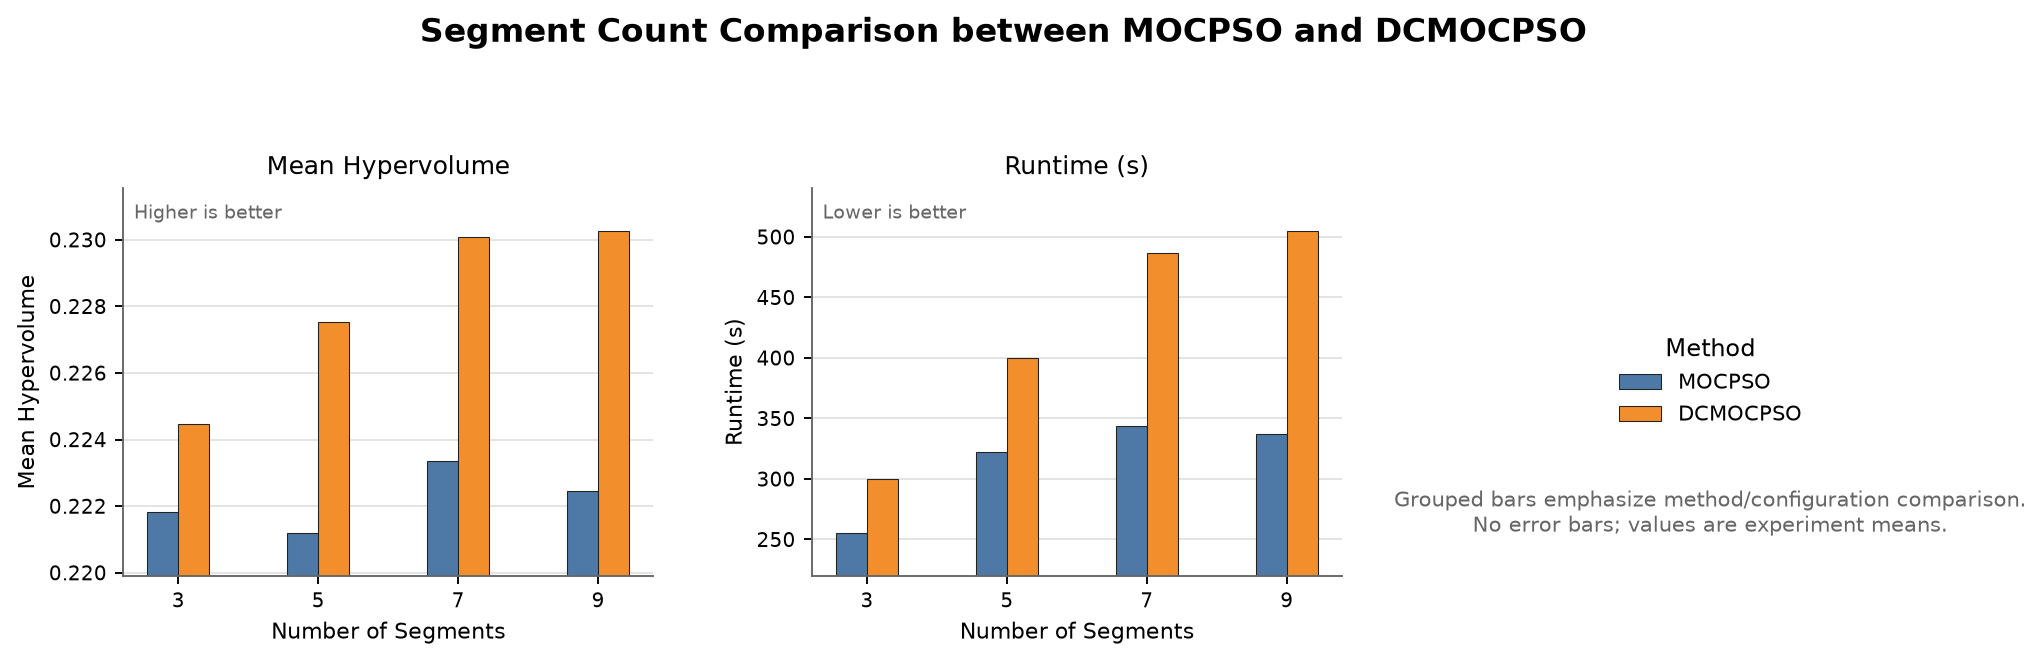 Segment Count Comparison between MOCPSO and DCMOCPSO
Mean Hypervolume
Higher is better
Mean Hypervolume
0.230
0.228
0.226
0.224
0.222
0.220
3
5
7
9
Number of Segments
Runtime (s)
Lower is better
Runtime (s)
500
450
400
350
300
250
3
5
7
9
Number of Segments
Method
MOCPSO
DCMOCPSO
Grouped bars emphasize method/configuration comparison.
No error bars; values are experiment means.